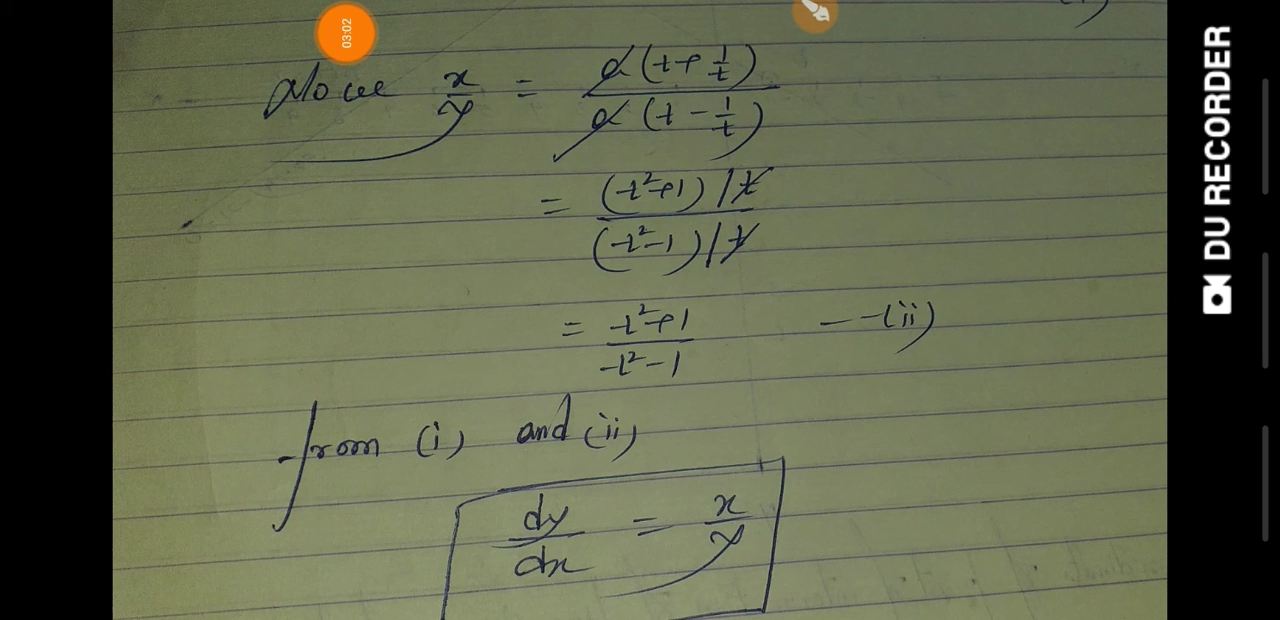 03:02
(i)
Now x/y = a(t+1/t) / a(t-1/t)
= (t²+1)/t / (t²-1)/t
= t²+1 / t²-1 --(ii)
from (i) and (ii)
dy/dx = x/y
DU RECORDER